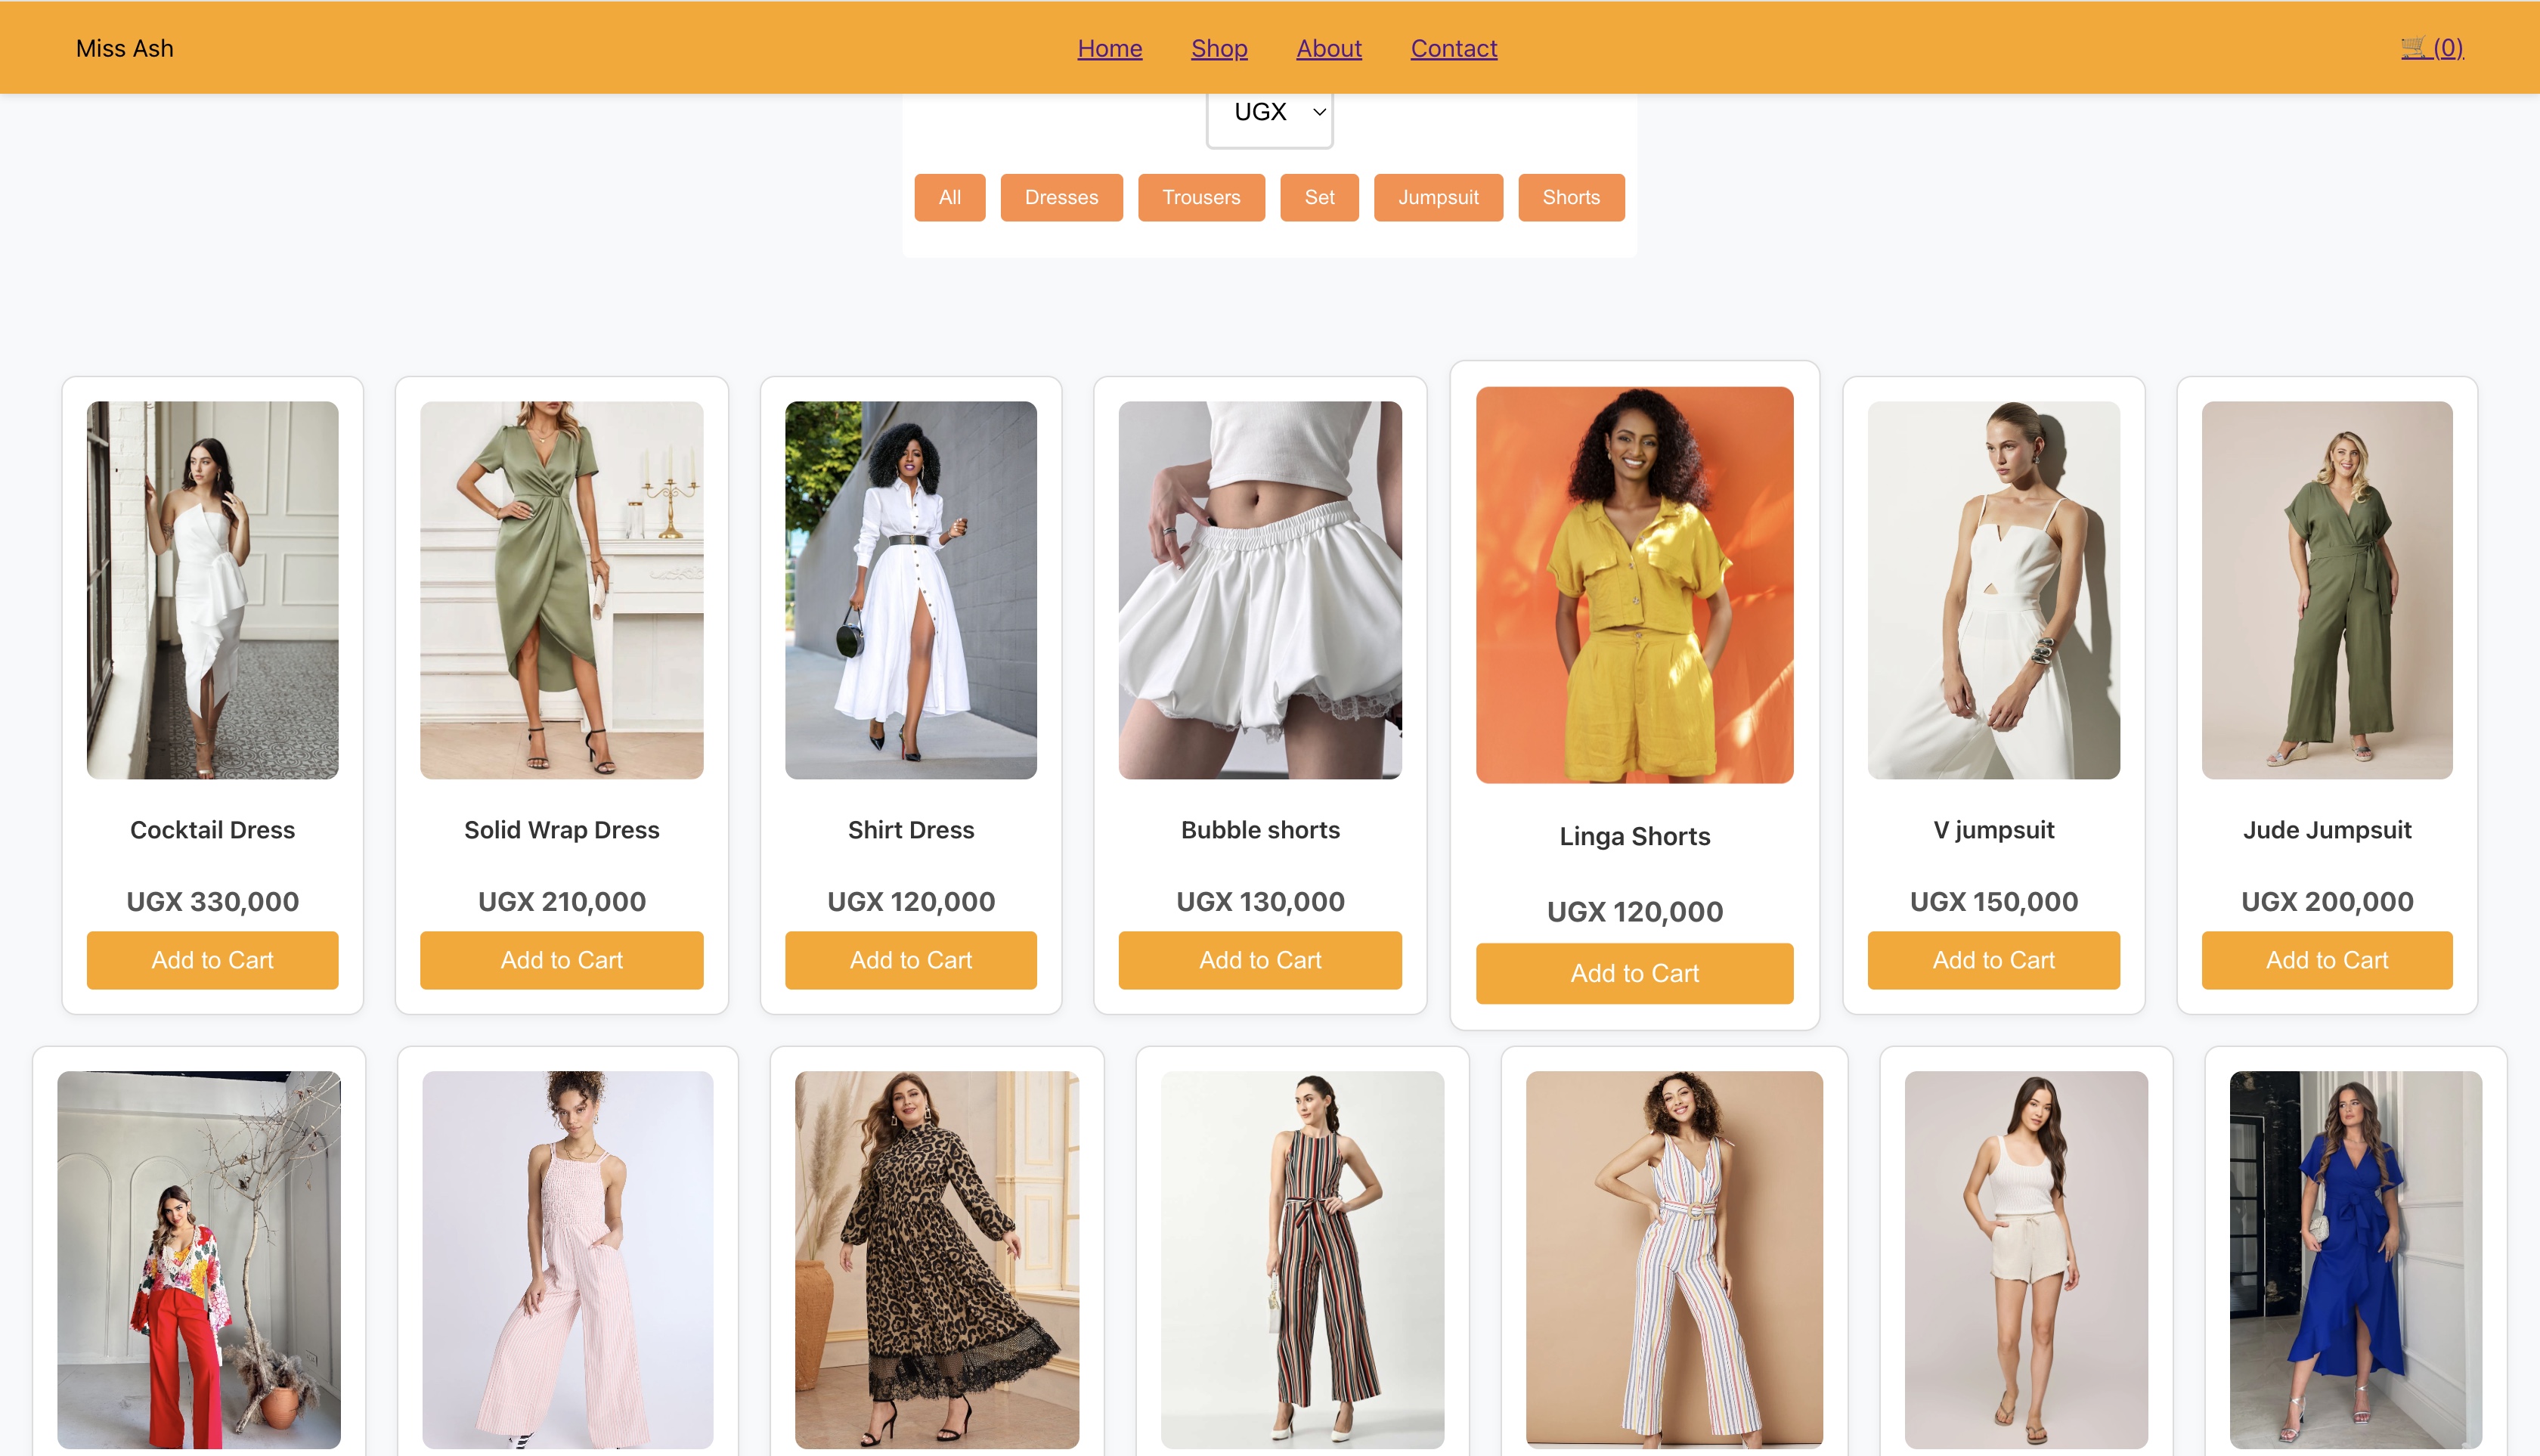 Miss Ash
Home Shop About Contact
(0)
UGX
All Dresses Trousers Set Jumpsuit Shorts
Cocktail Dress
UGX 330,000
Add to Cart
Solid Wrap Dress
UGX 210,000
Add to Cart
Shirt Dress
UGX 120,000
Add to Cart
Bubble shorts
UGX 130,000
Add to Cart
Linga Shorts
UGX 120,000
Add to Cart
V jumpsuit
UGX 150,000
Add to Cart
Jude Jumpsuit
UGX 200,000
Add to Cart